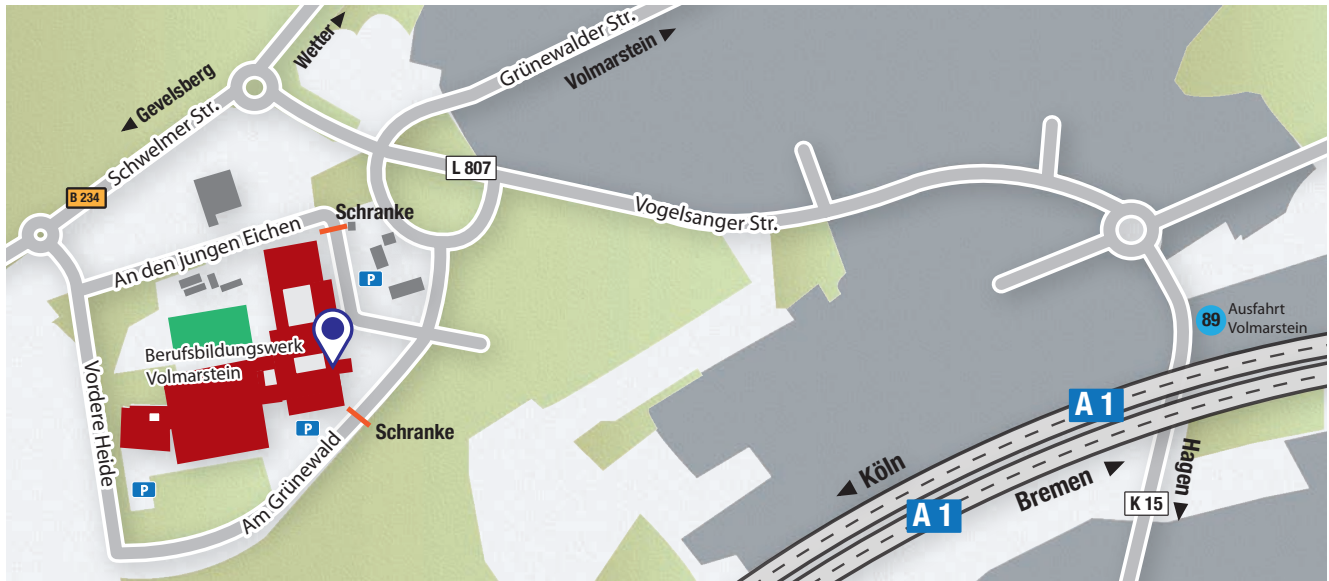 Wetter
Gevelsberg
Schwelmer Str.
B 234
Grünewalder Str.
Volmarstein
L 807
Vogelsanger Str.
Schranke
An den jungen Eichen
P
Berufsbildungswerk
Volmarstein
Vordere Heide
P
P
Schranke
Am Grünewald
89
Ausfahrt
Volmarstein
A 1
Köln
Bremen
A 1
Hagen
K 15